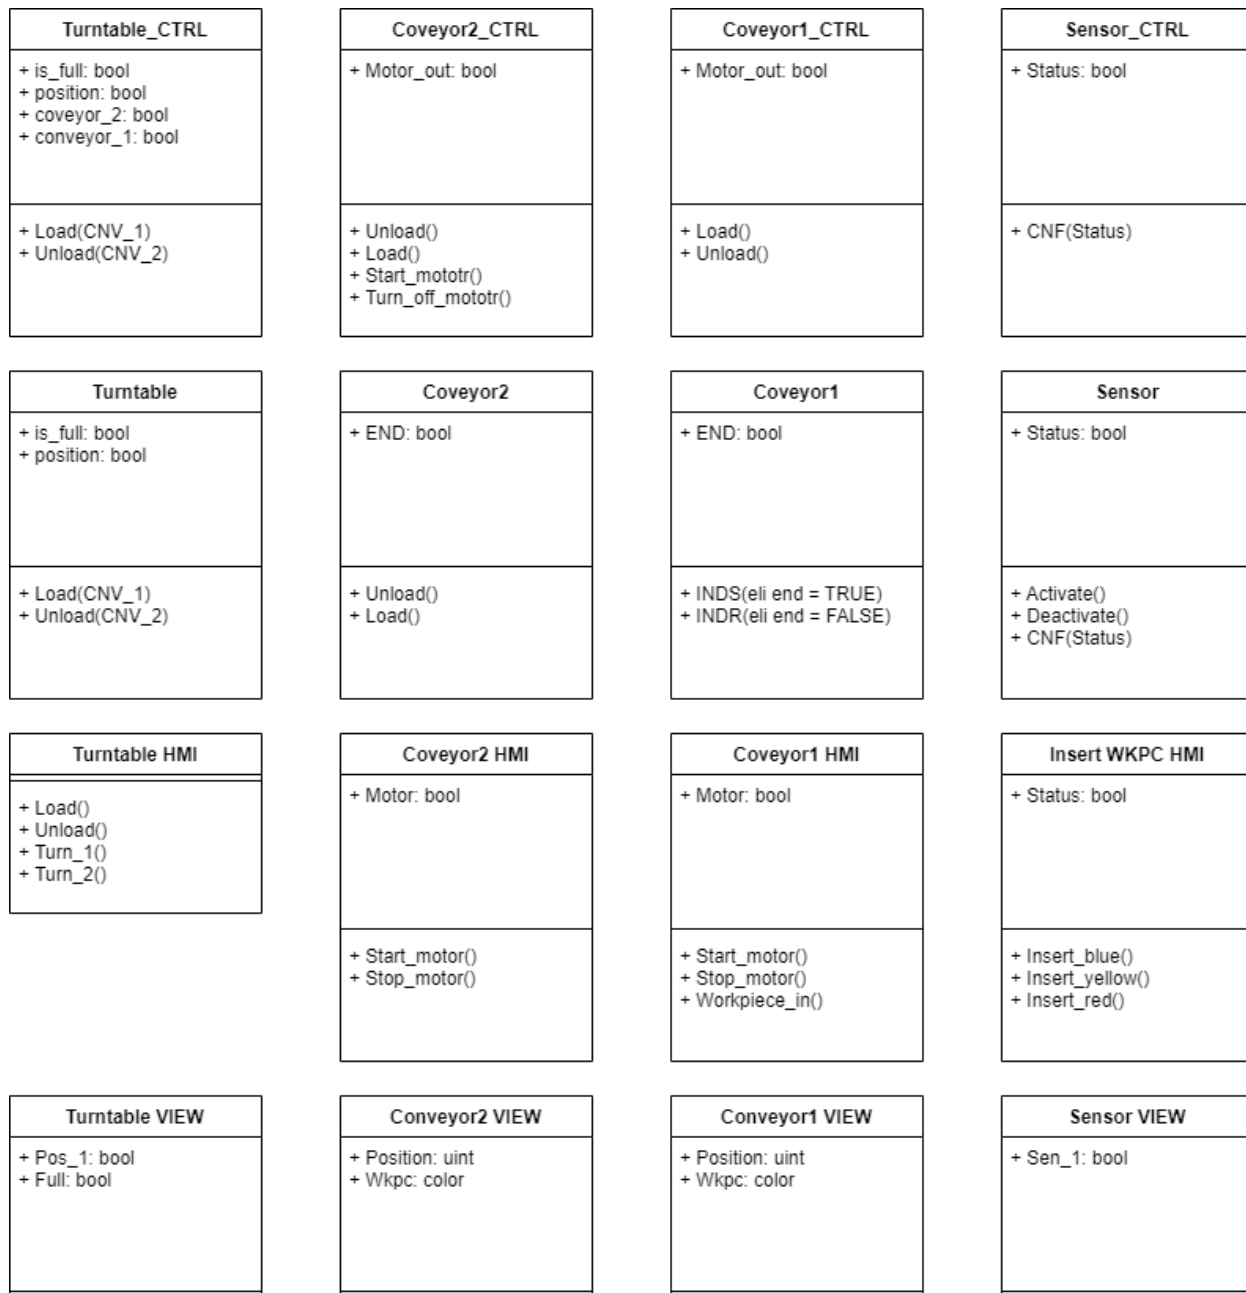 Turntable_CTRL
+ is_full: bool
+ position: bool
+ coveyor_2: bool
+ conveyor_1: bool
+ Load(CNV_1)
+ Unload(CNV_2)
Coveyor2_CTRL
+ Motor_out: bool
+ Unload()
+ Load()
+ Start_mototr()
+ Turn_off_mototr()
Coveyor1_CTRL
+ Motor_out: bool
+ Load()
+ Unload()
Sensor_CTRL
+ Status: bool
+ CNF(Status)
Turntable
+ is_full: bool
+ position: bool
+ Load(CNV_1)
+ Unload(CNV_2)
Coveyor2
+ END: bool
+ Unload()
+ Load()
Coveyor1
+ END: bool
+ INDS(eli end = TRUE)
+ INDR(eli end = FALSE)
Sensor
+ Status: bool
+ Activate()
+ Deactivate()
+ CNF(Status)
Turntable HMI
+ Load()
+ Unload()
+ Turn_1()
+ Turn_2()
Coveyor2 HMI
+ Motor: bool
+ Start_motor()
+ Stop_motor()
Coveyor1 HMI
+ Motor: bool
+ Start_motor()
+ Stop_motor()
+ Workpiece_in()
Insert WKPC HMI
+ Status: bool
+ Insert_blue()
+ Insert_yellow()
+ Insert_red()
Turntable VIEW
+ Pos_1: bool
+ Full: bool
Conveyor2 VIEW
+ Position: uint
+ Wkpc: color
Conveyor1 VIEW
+ Position: uint
+ Wkpc: color
Sensor VIEW
+ Sen_1: bool